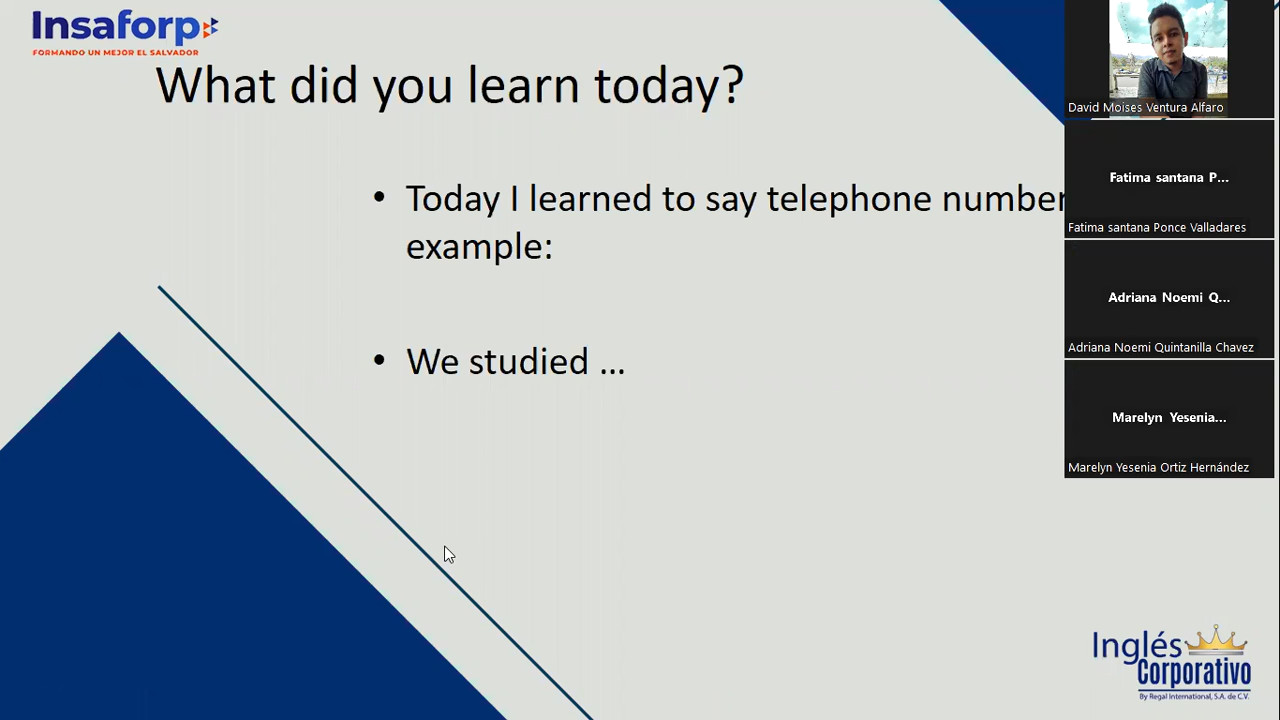 Insaforp
FORMANDO UN MEJOR EL SALVADOR
What did you learn today?
• Today I learned to say telephone number
example:
• We studied ...
David Moises Ventura Alfaro
Fatima santana P...
Fatima santana Ponce Valladares
Adriana Noemi Q...
Adriana Noemi Quintanilla Chavez
Marelyn Yesenia...
Marelyn Yesenia Ortiz Hernández
Inglés
Corporativo
By Regal International, S.A. de C.V.